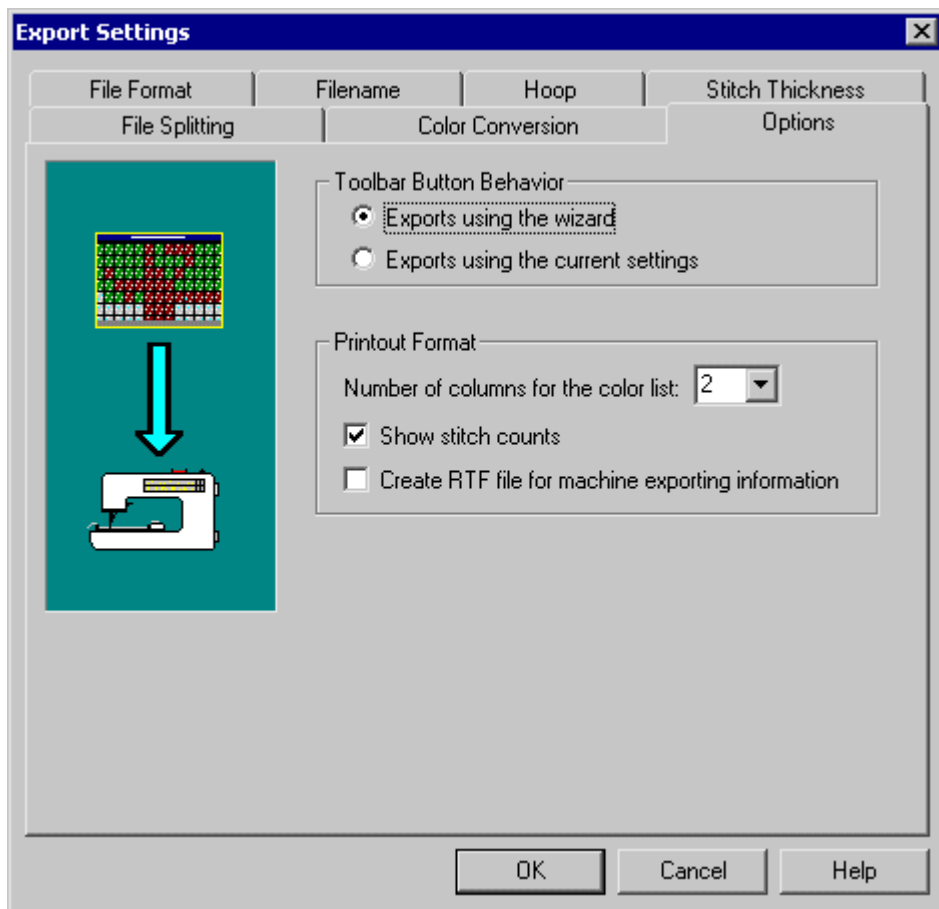 Export Settings
File Format Filename Hoop Stitch Thickness
File Splitting Color Conversion Options
Toolbar Button Behavior
Exports using the wizard
Exports using the current settings
Printout Format
Number of columns for the color list: 2
Show stitch counts
Create RTF file for machine exporting information
OK Cancel Help